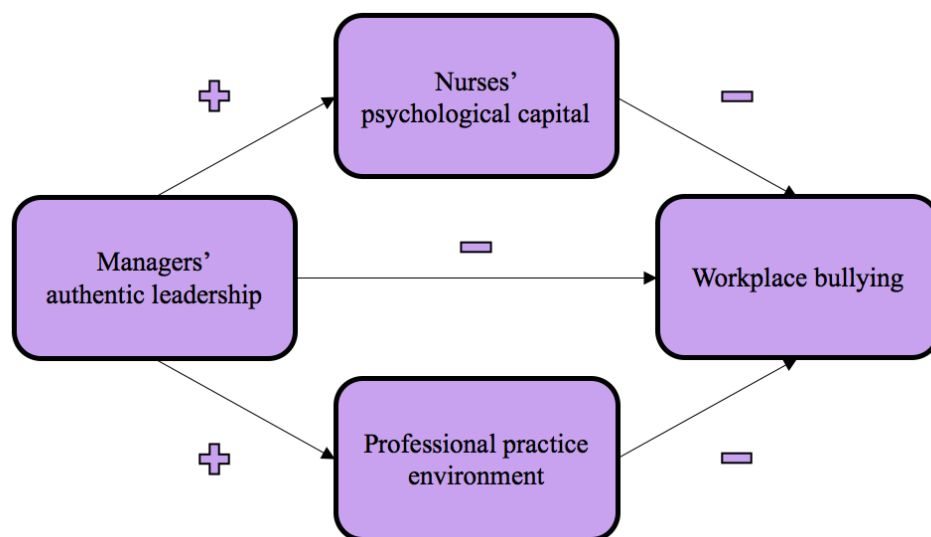 Nurses’
psychological capital
Managers’
authentic leadership
Workplace bullying
Professional practice
environment